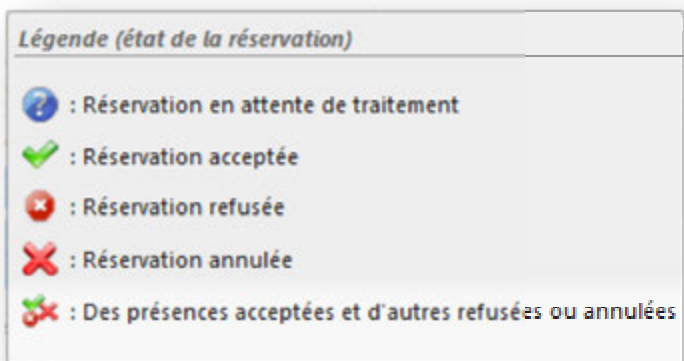 Légende (état de la réservation)
: Réservation en attente de traitement
: Réservation acceptée
: Réservation refusée
: Réservation annulée
: Des présences acceptées et d'autres refusées ou annulées